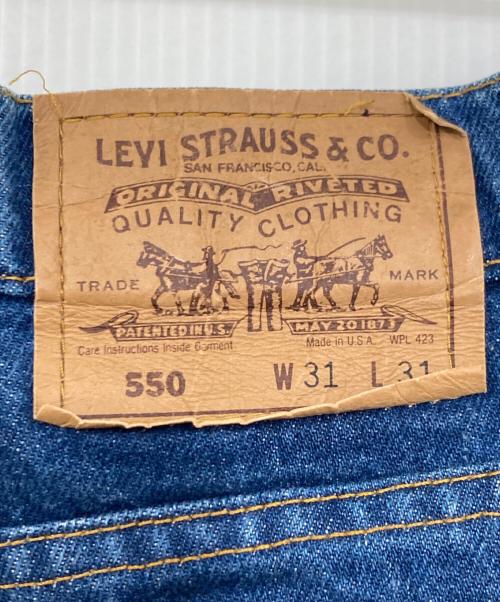 LEVI STRAUSS & CO.
SAN FRANCISCO, CAL.
ORIGINAL RIVETED
QUALITY CLOTHING
TRADE MARK
PATENTED IN U.S. MAY 20 1873
Care Instructions Inside Garment Made in U.S.A. WPL 423
550 W 31 L 31